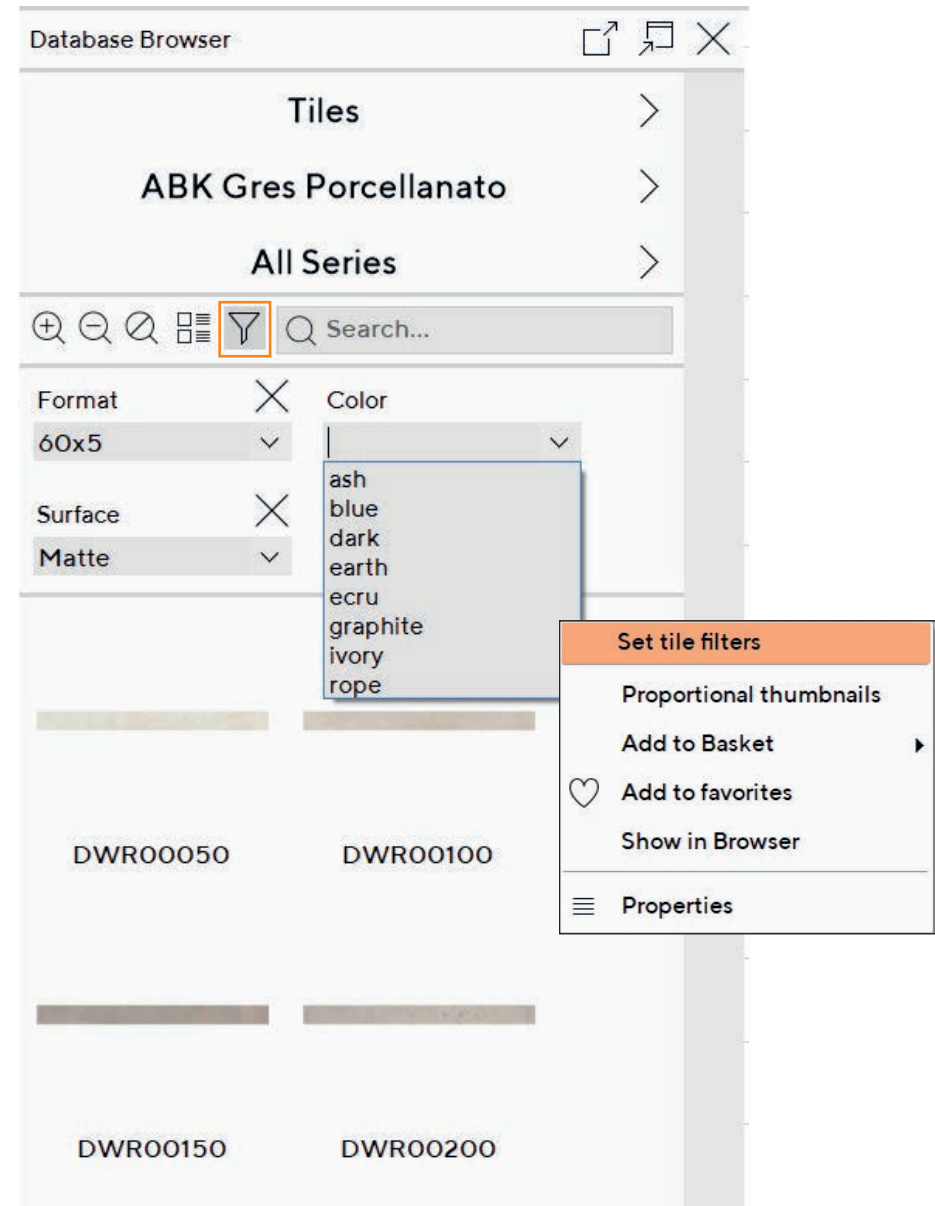 Database Browser
Tiles
ABK Gres Porcellanato
All Series
Search...
Format
Color
60x5
ash
blue
dark
earth
ecru
graphite
ivory
rope
Surface
Matte
Set tile filters
Proportional thumbnails
Add to Basket
Add to favorites
Show in Browser
Properties
DWR00050
DWR00100
DWR00150
DWR00200